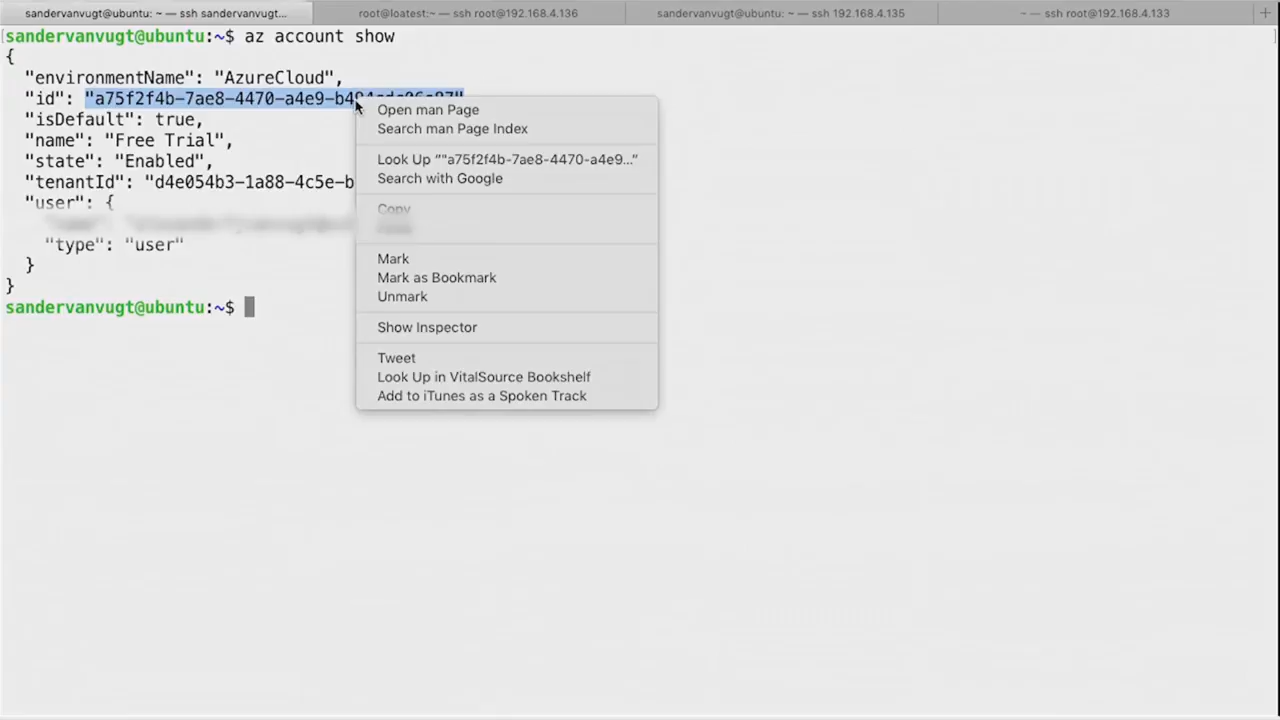 sandervanvugt@ubuntu: ~ — ssh sandervanvugt...
root@loatest:~ — ssh root@192.168.4.136
sandervanvugt@ubuntu: ~ — ssh 192.168.4.135
~ — ssh root@192.168.4.133
+
sandervanvugt@ubuntu:~$ az account show
{
"environmentName": "AzureCloud",
"id": "a75f2f4b-7ae8-4470-a4e9-b4
"isDefault": true,
"name": "Free Trial",
"state": "Enabled",
"tenantId": "d4e054b3-1a88-4c5e-b
"user": {
"type": "user"
}
}
sandervanvugt@ubuntu:~$
Open man Page
Search man Page Index
Look Up “"a75f2f4b-7ae8-4470-a4e9...”
Search with Google
Copy
Mark
Mark as Bookmark
Unmark
Show Inspector
Tweet
Look Up in VitalSource Bookshelf
Add to iTunes as a Spoken Track